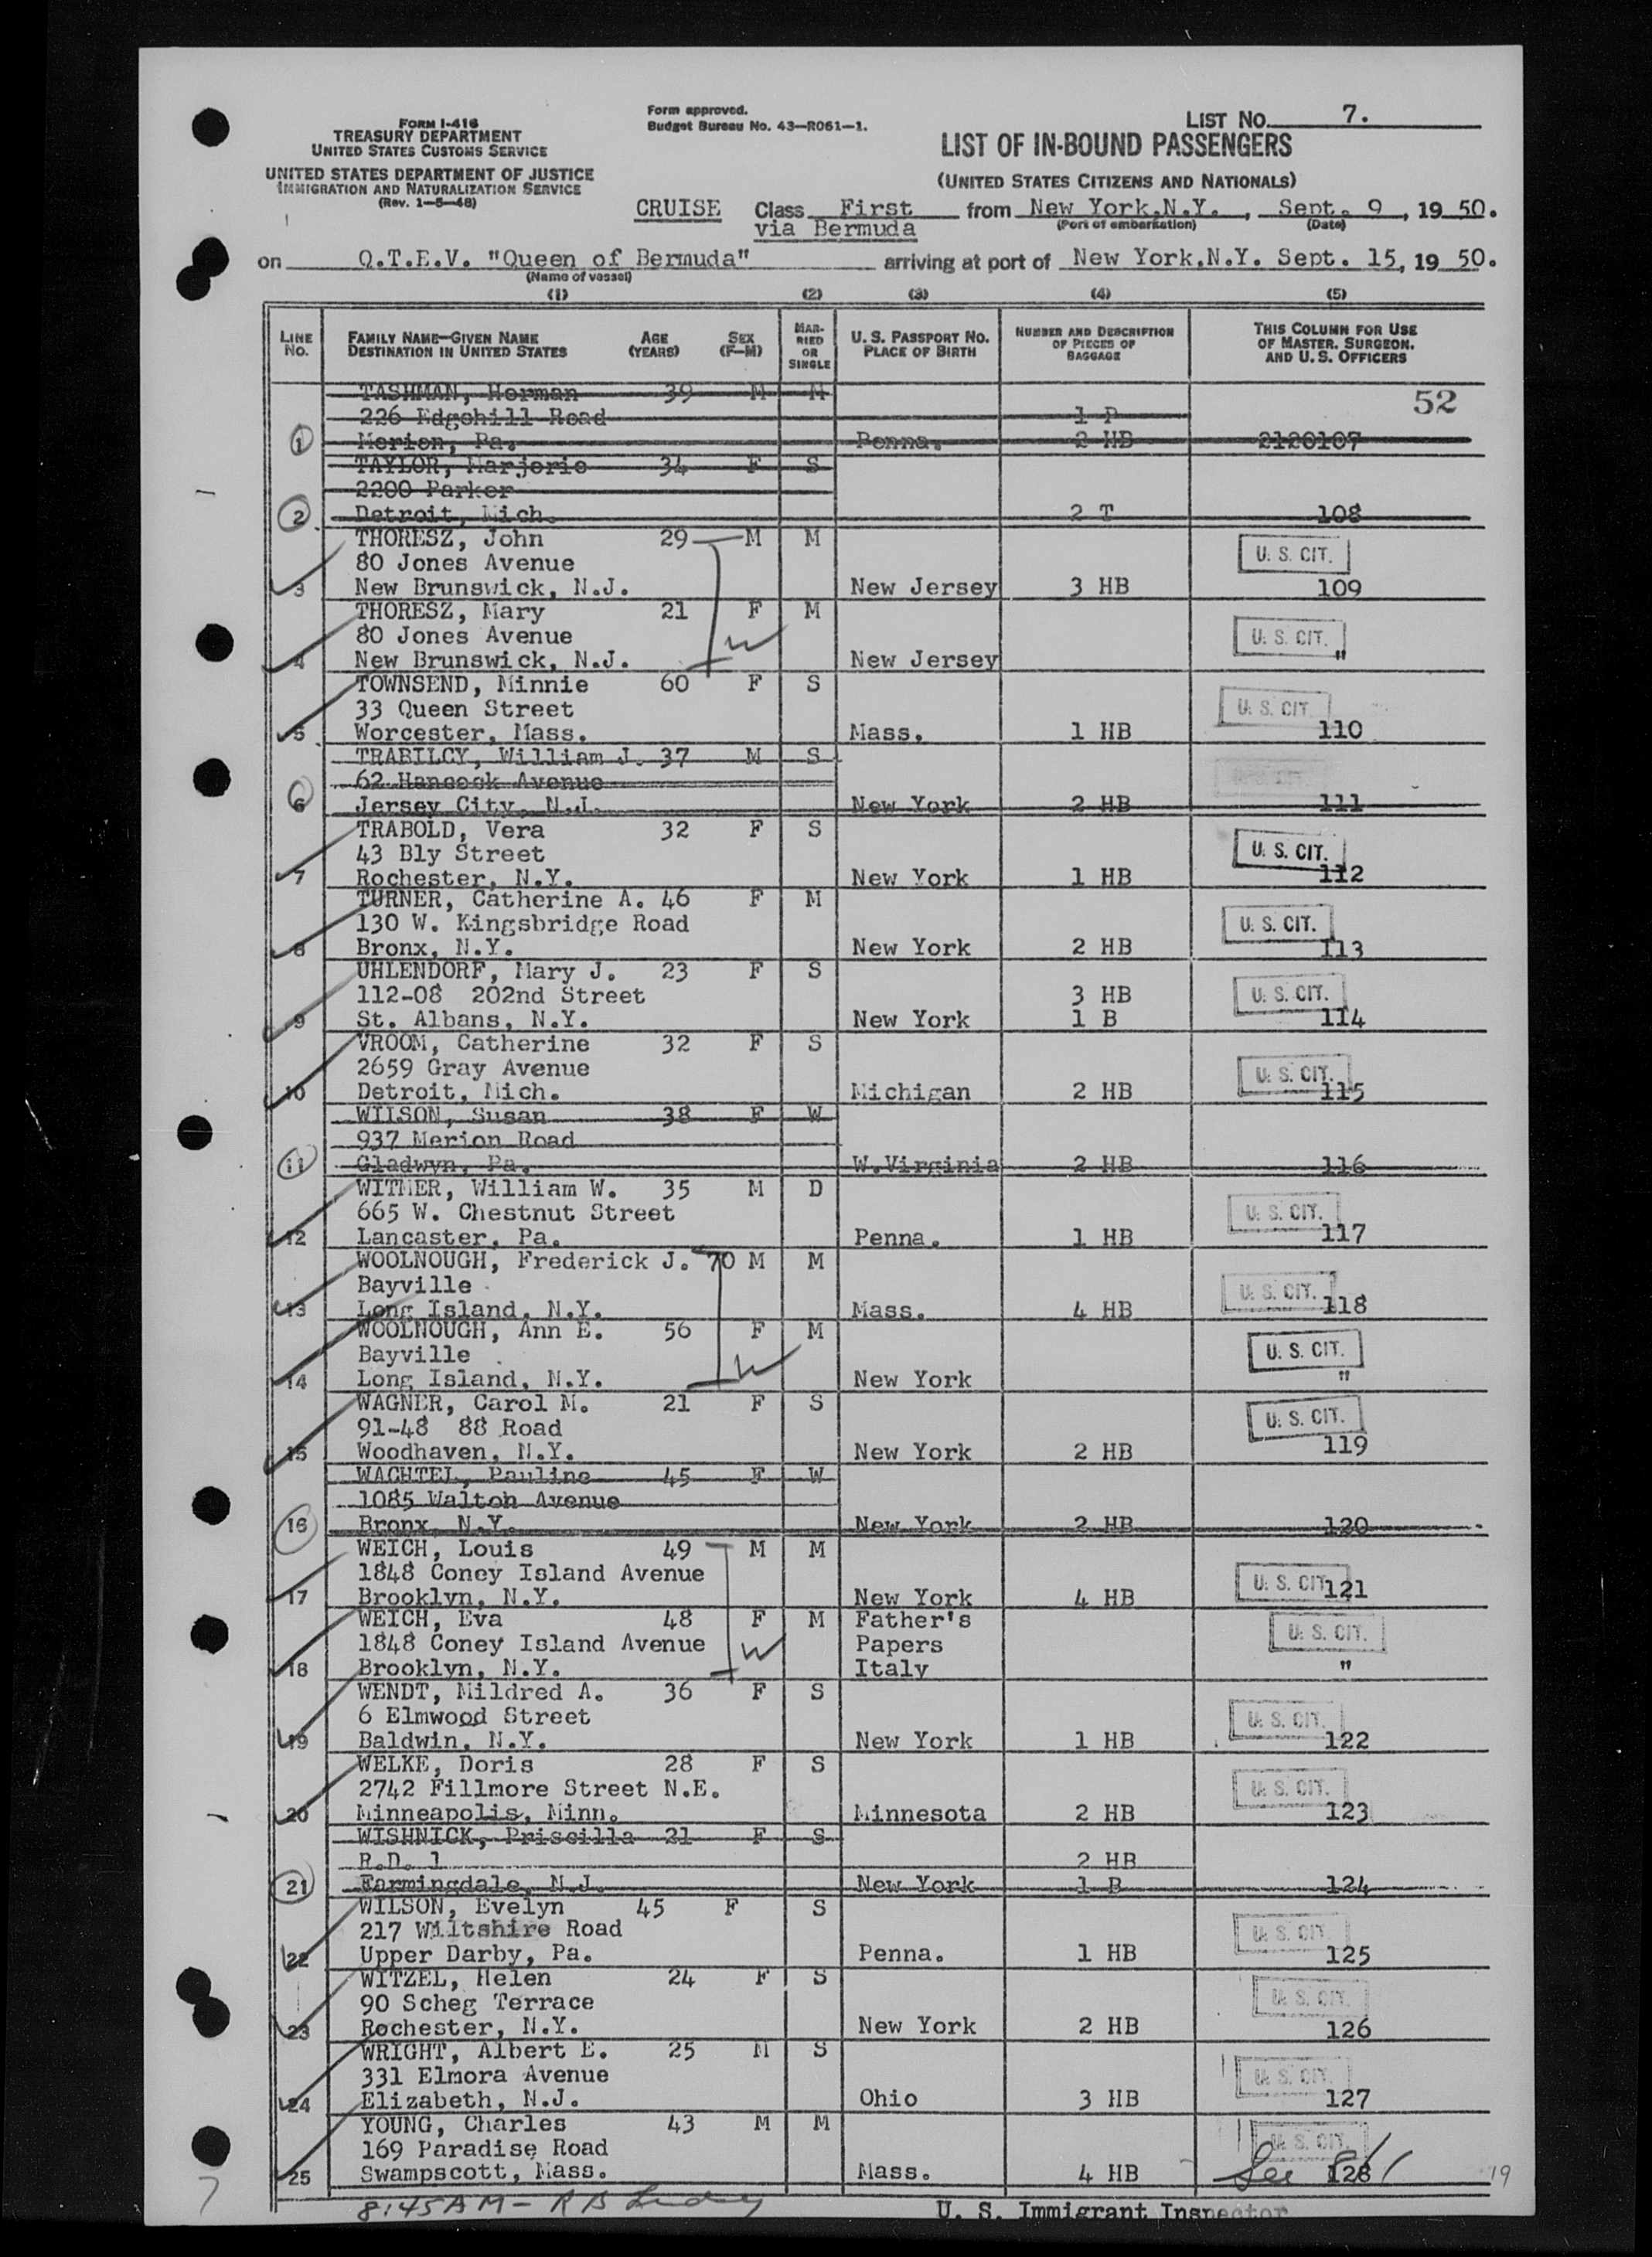 FORM I-416
TREASURY DEPARTMENT
UNITED STATES CUSTOMS SERVICE
UNITED STATES DEPARTMENT OF JUSTICE
IMMIGRATION AND NATURALIZATION SERVICE
(Rev. 1-5-48)
Form approved.
Budget Bureau No. 43—R061—1.
LIST No. 7.
LIST OF IN-BOUND PASSENGERS
(UNITED STATES CITIZENS AND NATIONALS)
CRUISE Class First from New York,N.Y., Sept. 9, 1950.
via Bermuda (Port of embarkation) (Date)
on Q.T.E.V. "Queen of Bermuda" arriving at port of New York,N.Y. Sept. 15, 1950.
(Name of vessel)
(1) (2) (3) (4) (5)
LINE No. FAMILY NAME—GIVEN NAME DESTINATION IN UNITED STATES AGE (YEARS) SEX (F—M) MARRIED OR SINGLE U. S. PASSPORT No. PLACE OF BIRTH NUMBER AND DESCRIPTION OF PIECES OF BAGGAGE THIS COLUMN FOR USE OF MASTER, SURGEON, AND U. S. OFFICERS
TASHMAN, Herman 39 M M 52
226 Edgehill Road 1 P
1 Merion, Pa. Penna. 2 HB 2120107
TAYLOR, Marjorie 34 F S
2200 Parker
2 Detroit, Mich. 2 T 108
THORESZ, John 29 M M
80 Jones Avenue U. S. CIT.
3 New Brunswick, N.J. New Jersey 3 HB 109
THORESZ, Mary 21 F M
80 Jones Avenue W U. S. CIT.
4 New Brunswick, N.J. New Jersey "
TOWNSEND, Minnie 60 F S
33 Queen Street U. S. CIT.
5 Worcester, Mass. Mass. 1 HB 110
TRABILCY, William J. 37 M S
62 Hancock Avenue
6 Jersey City, N.J. New York 2 HB 111
TRABOLD, Vera 32 F S
43 Bly Street U. S. CIT.
7 Rochester, N.Y. New York 1 HB 112
TURNER, Catherine A. 46 F M
130 W. Kingsbridge Road U. S. CIT.
8 Bronx, N.Y. New York 2 HB 113
UHLENDORF, Mary J. 23 F S
112-08 202nd Street 3 HB U. S. CIT.
9 St. Albans, N.Y. New York 1 B 114
VROOM, Catherine 32 F S
2659 Gray Avenue U. S. CIT.
10 Detroit, Mich. Michigan 2 HB 115
WILSON, Susan 38 F W
937 Merion Road
11 Gladwyn, Pa. W.Virginia 2 HB 116
WITMER, William W. 35 M D
665 W. Chestnut Street U. S. CIT.
12 Lancaster, Pa. Penna. 1 HB 117
WOOLNOUGH, Frederick J. 70 M M
Bayville U. S. CIT.
13 Long Island, N.Y. Mass. 4 HB 118
WOOLNOUGH, Ann E. 56 F M
Bayville W U. S. CIT.
14 Long Island, N.Y. New York "
WAGNER, Carol M. 21 F S
91-48 88 Road U. S. CIT.
15 Woodhaven, N.Y. New York 2 HB 119
WACHTEL, Pauline 45 F W
1085 Walton Avenue
16 Bronx, N.Y. New York 2 HB 120
WEICH, Louis 49 M M
1848 Coney Island Avenue U. S. CIT.
17 Brooklyn, N.Y. New York 4 HB 121
WEICH, Eva 48 F M Father's
1848 Coney Island Avenue W Papers U. S. CIT.
18 Brooklyn, N.Y. Italy "
WENDT, Mildred A. 36 F S
6 Elmwood Street U. S. CIT.
19 Baldwin, N.Y. New York 1 HB 122
WELKE, Doris 28 F S
2742 Fillmore Street N.E. U. S. CIT.
20 Minneapolis, Minn. Minnesota 2 HB 123
WISHNICK, Priscilla 21 F S
R.D. 1 2 HB
21 Farmingdale, N.J. New York 1 B 124
WILSON, Evelyn 45 F S
217 Wiltshire Road U. S. CIT.
22 Upper Darby, Pa. Penna. 1 HB 125
WITZEL, Helen 24 F S
90 Scheg Terrace U. S. CIT.
23 Rochester, N.Y. New York 2 HB 126
WRIGHT, Albert E. 25 M S
331 Elmora Avenue U. S. CIT.
24 Elizabeth, N.J. Ohio 3 HB 127
YOUNG, Charles 43 M M
169 Paradise Road U. S. CIT.
25 Swampscott, Mass. Mass. 4 HB See 128 19
7 8:45AM - R B
U. S. Immigrant Inspector